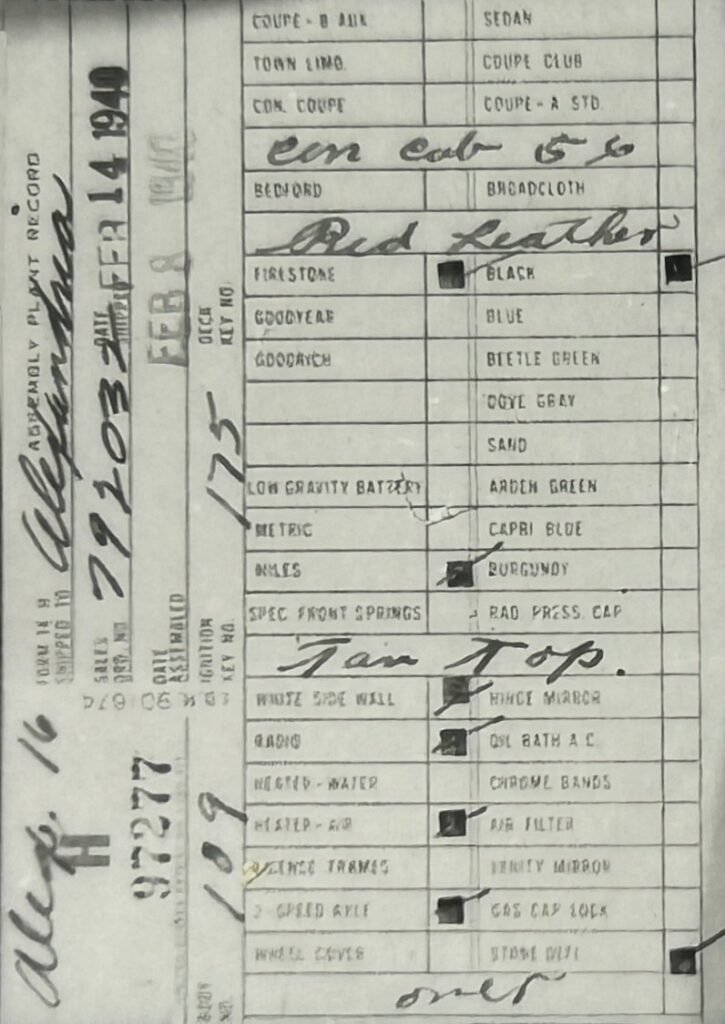 COUPE - B AUX. SEDAN
TOWN LIMO. COUPE CLUB
CON. COUPE COUPE - A STD.
con cab 56
BEDFORD BROADCLOTH
Red Leather
FIRESTONE BLACK
GOODYEAR BLUE
GOODRICH BEETLE GREEN
DOVE GRAY
SAND
LOW GRAVITY BATTERY ARDEN GREEN
METRIC CAPRI BLUE
MILES BURGUNDY
SPEC FRONT SPRINGS RAD. PRESS. CAP
Tan Top.
WHITE SIDE WALL HINGE MIRROR
RADIO OIL BATH A.C.
HEATER - WATER CHROME BANDS
HEATER - AIR AIR FILTER
LICENSE FRAMES VANITY MIRROR
2 - SPEED AXLE GAS CAP LOCK
WHEEL COVER STONE DEFL
over
ASSEMBLY PLANT RECORD
FORM 14 H
SHIPPED TO Alexandria
SALES ORD. NO. 792032 DATE SHIPPED FEB 14 1940
DATE ASSEMBLED FEB 8 1940
IGNITION KEY NO. 175 DECK KEY NO.
Alex. 16
H
97277
109